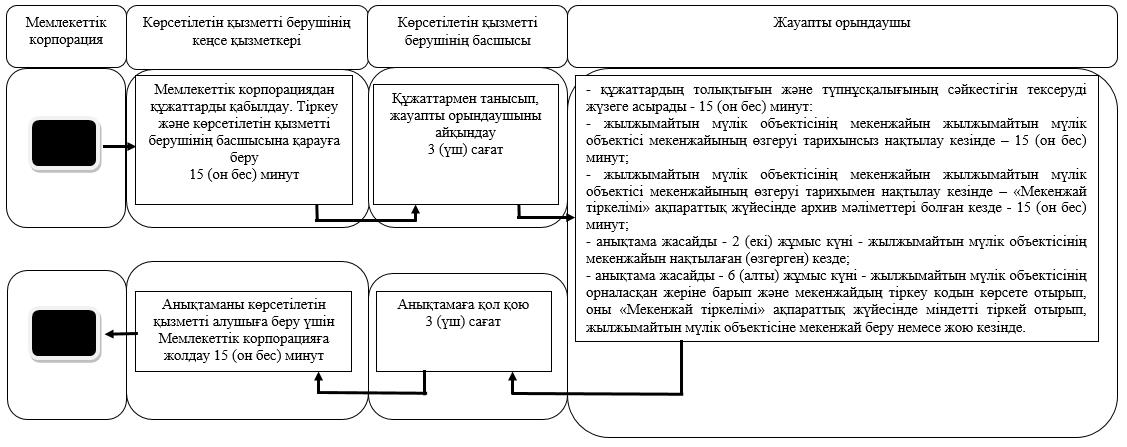 Мемлекеттік
корпорация
Көрсетілетін қызметті берушінің
кеңсе қызметкері
Көрсетілетін қызметті
берушінің басшысы
Жауапты орындаушы
Мемлекеттік корпорациядан
құжаттарды қабылдау. Тіркеу
және көрсетілетін қызметті
берушінің басшысына қарауға
беру
15 (он бес) минут
Құжаттармен танысып,
жауапты орындаушыны
айқындау
3 (үш) сағат
- құжаттардың толықтығын және түпнұсқалығының сәйкестігін тексеруді
жүзеге асырады - 15 (он бес) минут:
- жылжымайтын мүлік объектісінің мекенжайын жылжымайтын мүлік
объектісі мекенжайының өзгеруі тарихынсыз нақтылау кезінде – 15 (он бес)
минут;
- жылжымайтын мүлік объектісінің мекенжайын жылжымайтын мүлік
объектісі мекенжайының өзгеруі тарихымен нақтылау кезінде – «Мекенжай
тіркелімі» ақпараттық жүйесінде архив мәліметтері болған кезде - 15 (он бес)
минут;
- анықтама жасайды - 2 (екі) жұмыс күні - жылжымайтын мүлік объектісінің
мекенжайын нақтылаған (өзгерген) кезде;
- анықтама жасайды - 6 (алты) жұмыс күні - жылжымайтын мүлік объектісінің
орналасқан жеріне барып және мекенжайдың тіркеу кодын көрсете отырып,
оны «Мекенжай тіркелімі» ақпараттық жүйесінде міндетті тіркей отырып,
жылжымайтын мүлік объектісіне мекенжай беру немесе жою кезінде.
Анықтаманы көрсетілетін
қызметті алушыға беру үшін
Мемлекеттік корпорацияға
жолдау 15 (он бес) минут
Анықтамаға қол қою
3 (үш) сағат